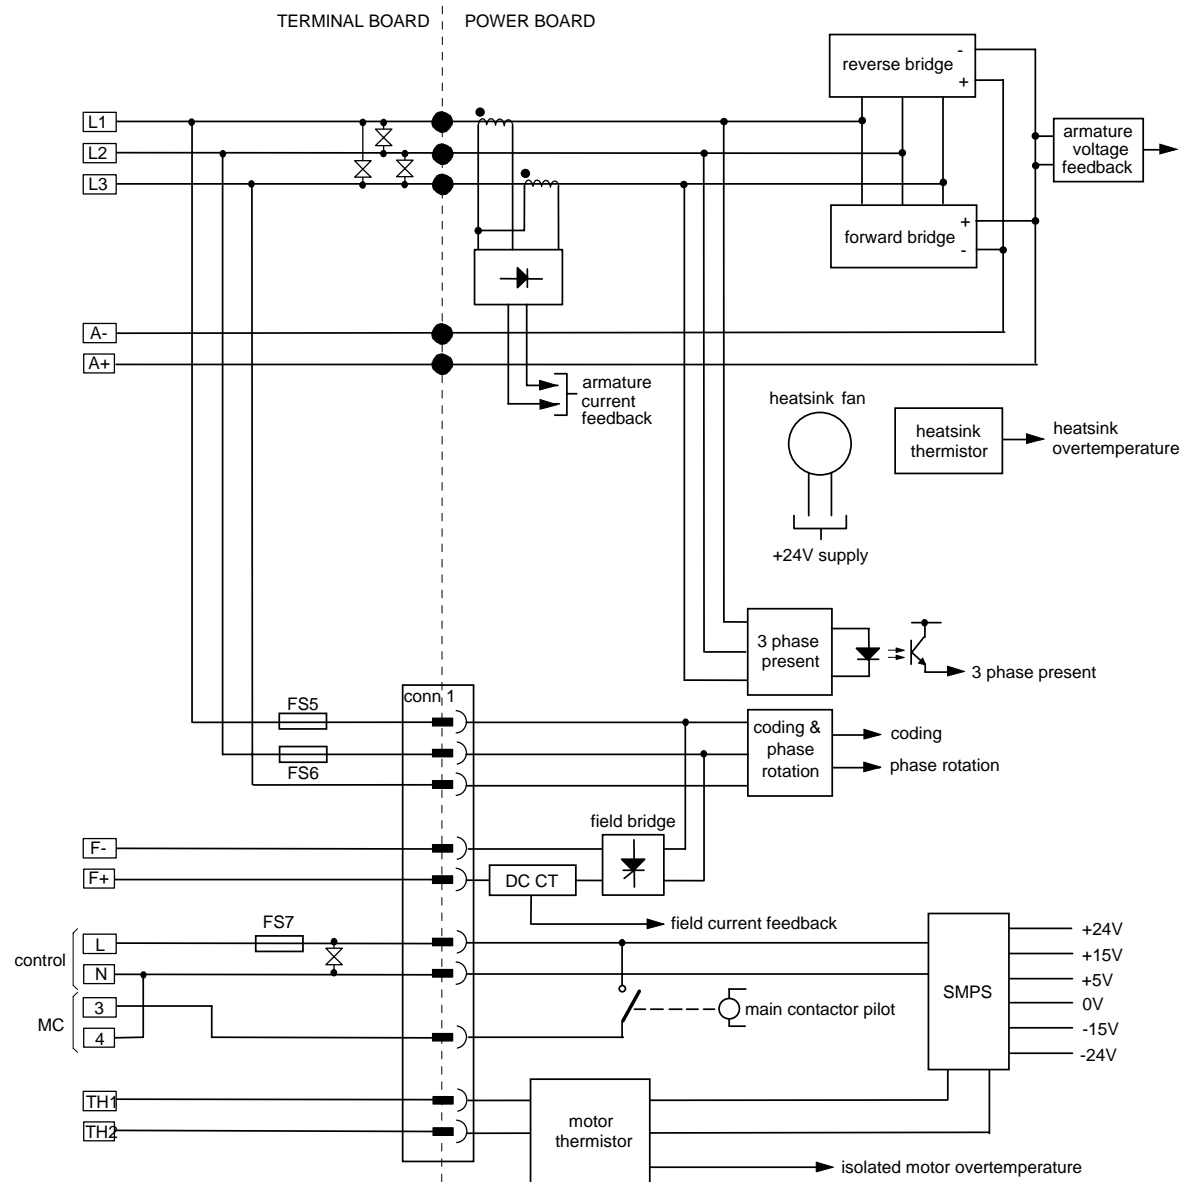 TERMINAL BOARD
POWER BOARD
reverse bridge
-
+
L1
L2
L3
armature
voltage
feedback
forward bridge
+
-
A-
A+
armature
current
feedback
heatsink fan
+24V supply
heatsink
thermistor
heatsink
overtemperature
3 phase
present
3 phase present
conn 1
FS5
FS6
coding &
phase
rotation
coding
phase rotation
field bridge
F-
F+
DC CT
field current feedback
FS7
control
L
N
MC
3
4
main contactor pilot
SMPS
+24V
+15V
+5V
0V
-15V
-24V
TH1
TH2
motor
thermistor
isolated motor overtemperature